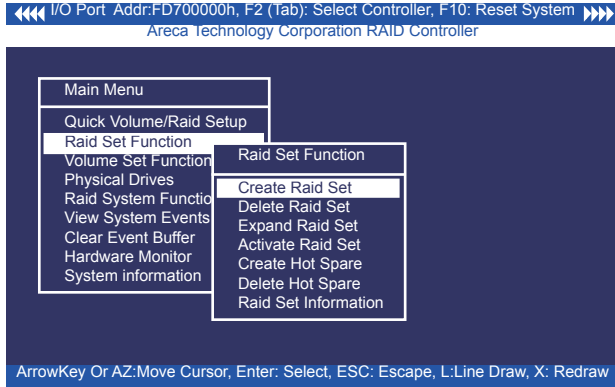 I/O Port Addr:FD700000h, F2 (Tab): Select Controller, F10: Reset System
Areca Technology Corporation RAID Controller
Main Menu
Quick Volume/Raid Setup
Raid Set Function
Volume Set Function
Physical Drives
Raid System Functio
View System Events
Clear Event Buffer
Hardware Monitor
System information
Raid Set Function
Create Raid Set
Delete Raid Set
Expand Raid Set
Activate Raid Set
Create Hot Spare
Delete Hot Spare
Raid Set Information
ArrowKey Or AZ:Move Cursor, Enter: Select, ESC: Escape, L:Line Draw, X: Redraw